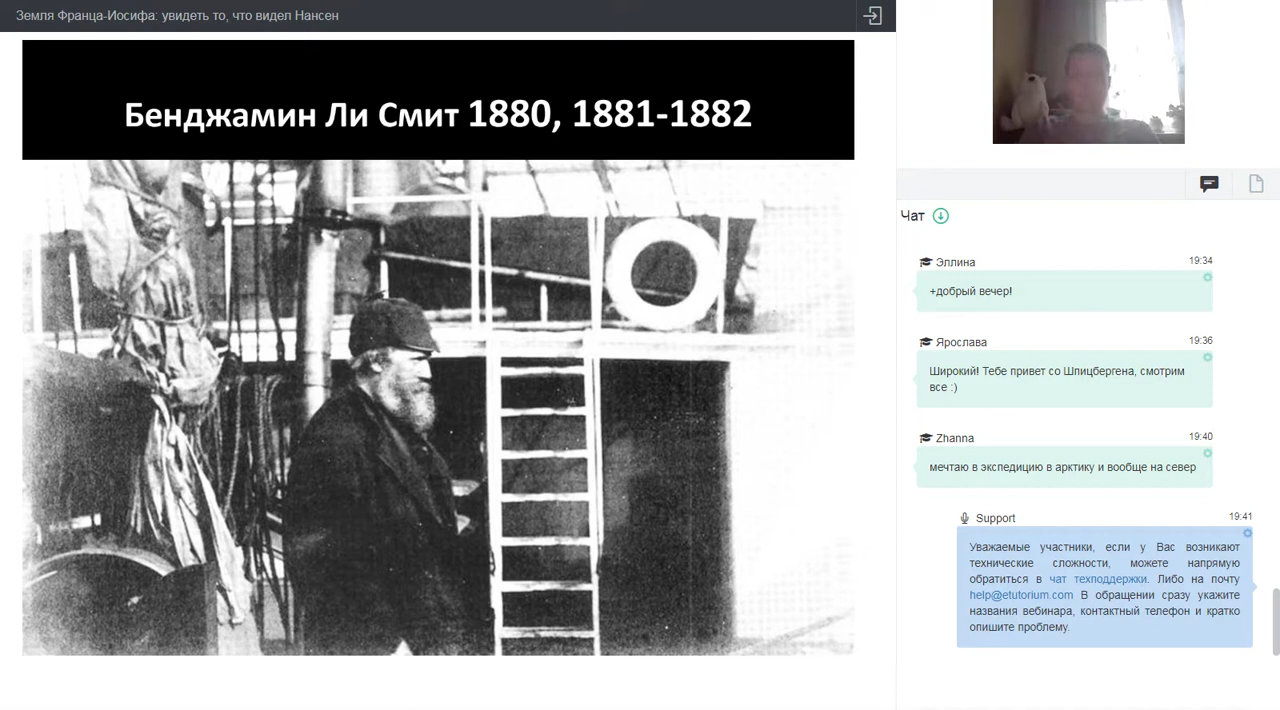 Земля Франца-Иосифа: увидеть то, что видел Нансен
Бенджамин Ли Смит 1880, 1881-1882
Чат
Эллина 19:34
+добрый вечер!
Ярослава 19:36
Широкий! Тебе привет со Шпицбергена, смотрим
все :)
Zhanna 19:40
мечтаю в экспедицию в арктику и вообще на север
Support 19:41
Уважаемые участники, если у Вас возникают
технические сложности, можете напрямую
обратиться в чат техподдержки. Либо на почту
help@etutorium.com В обращении сразу укажите
названия вебинара, контактный телефон и кратко
опишите проблему.